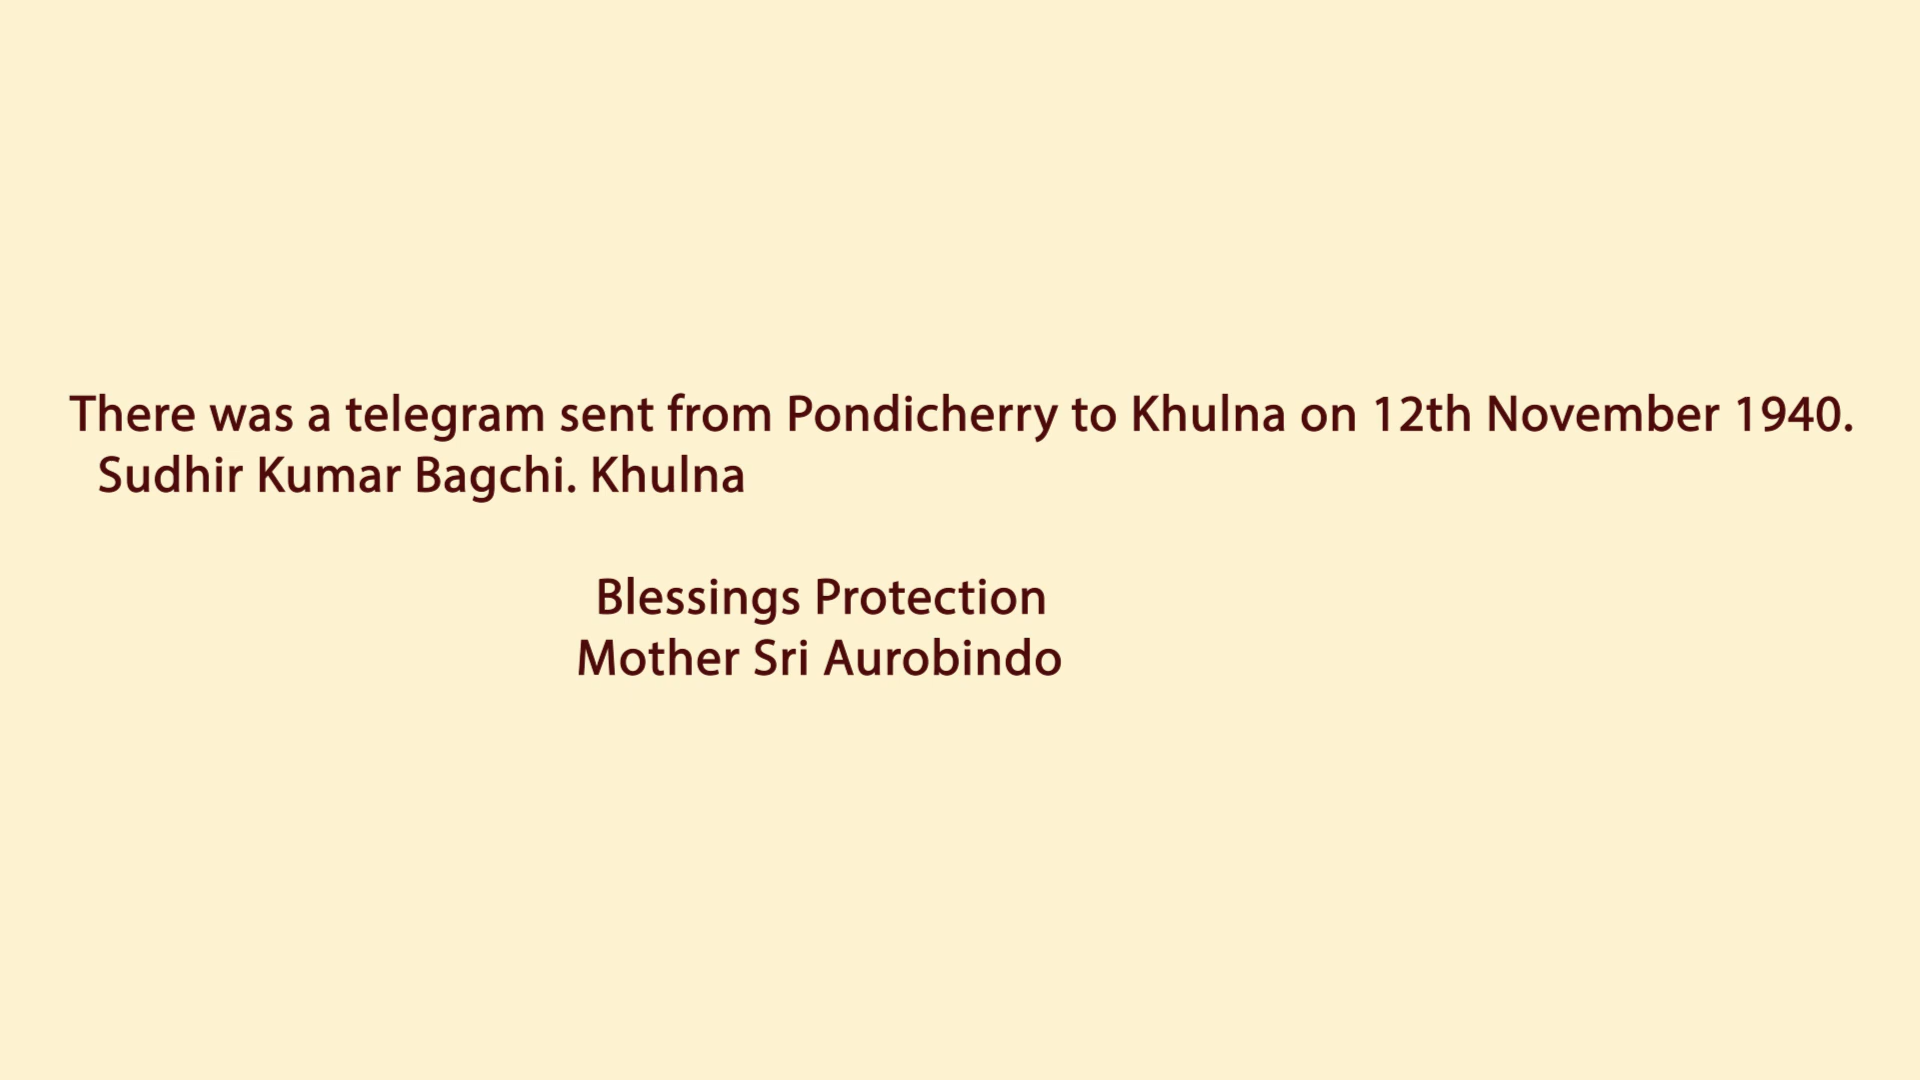 There was a telegram sent from Pondicherry to Khulna on 12th November 1940.
Sudhir Kumar Bagchi. Khulna
Blessings Protection
Mother Sri Aurobindo